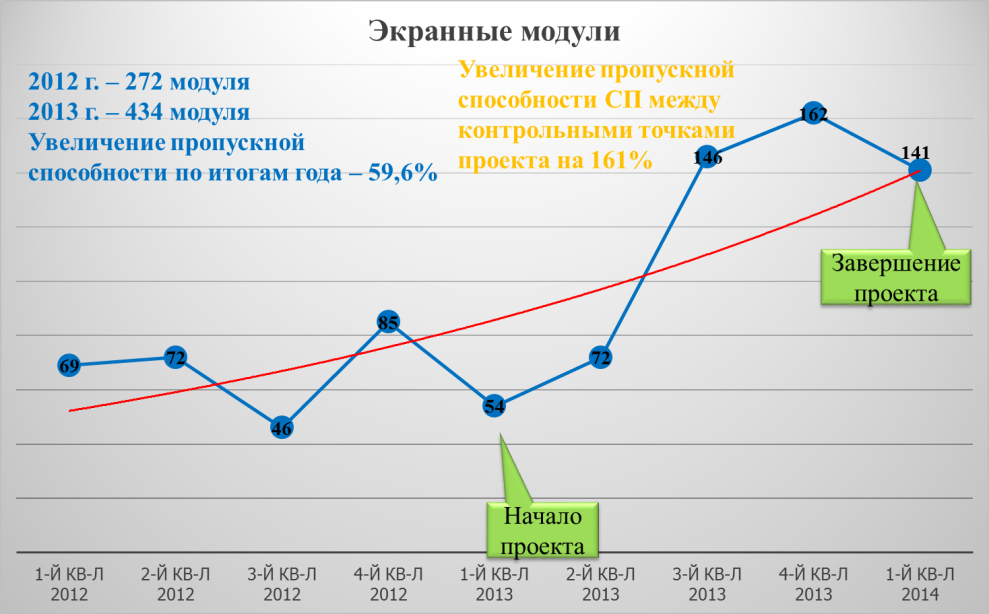 Экранные модули
2012 г. – 272 модуля
2013 г. – 434 модуля
Увеличение пропускной
способности по итогам года – 59,6%
Увеличение пропускной
способности СП между
контрольными точками
проекта на 161%
69
72
46
85
54
72
146
162
141
Начало
проекта
Завершение
проекта
1-Й КВ-Л
2012
2-Й КВ-Л
2012
3-Й КВ-Л
2012
4-Й КВ-Л
2012
1-Й КВ-Л
2013
2-Й КВ-Л
2013
3-Й КВ-Л
2013
4-Й КВ-Л
2013
1-Й КВ-Л
2014